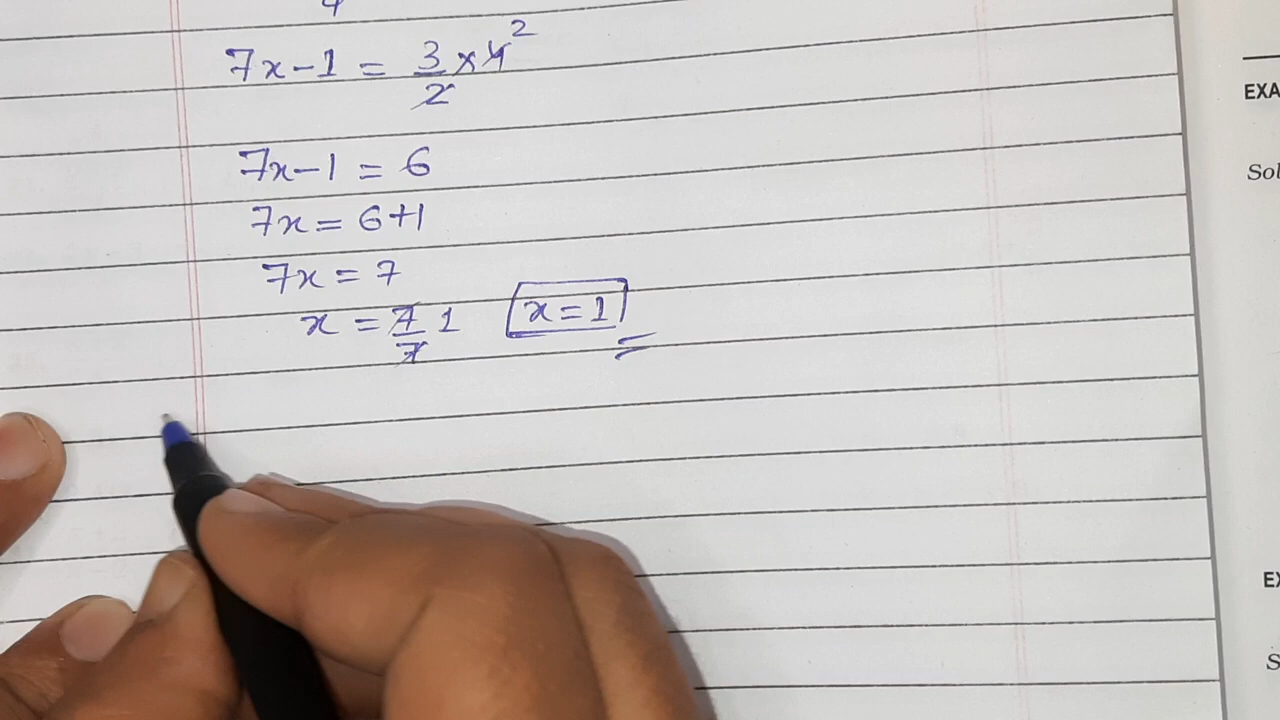 4
7x-1 = 3/2 x 4 2
7x-1 = 6
7x = 6+1
7x = 7
x = 7/7 1 x = 1
EXA
Sol
EX
S